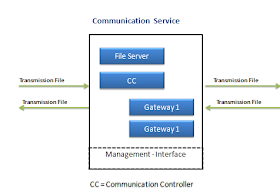 Communication Service
File Server
Transmission File
CC
Transmission File
Transmission File
Gateway 1
Transmission File
Gateway 1
Management - Interface
CC = Communication Controller